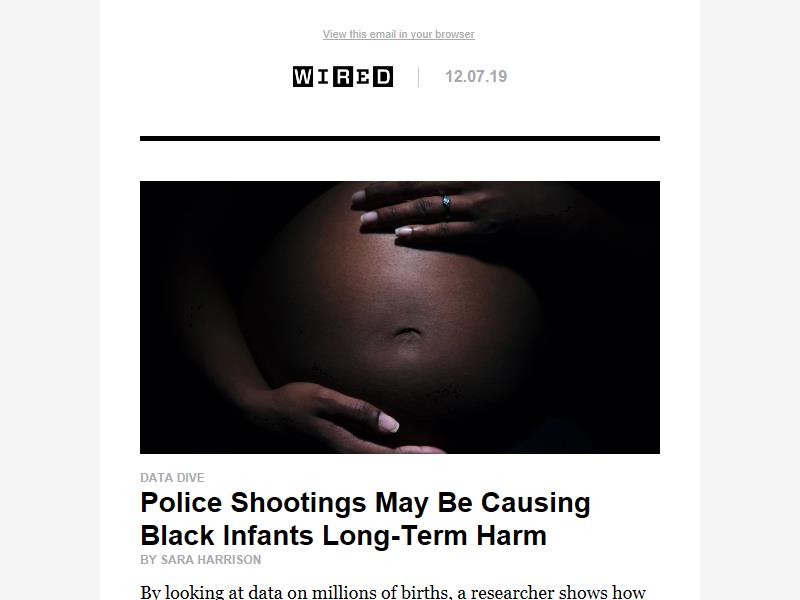 View this email in your browser
WIRED 12.07.19
DATA DIVE
Police Shootings May Be Causing
Black Infants Long-Term Harm
BY SARA HARRISON
By looking at data on millions of births, a researcher shows how